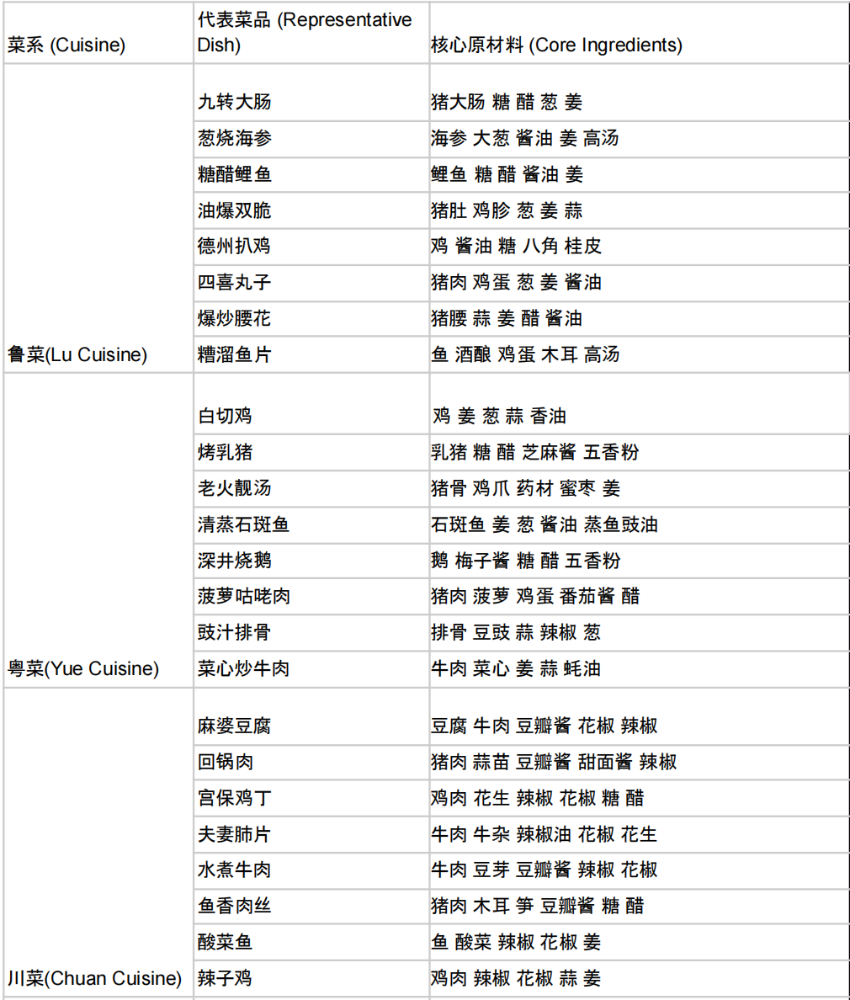 菜系 (Cuisine) 代表菜品 (Representative Dish) 核心原材料 (Core Ingredients)
九转大肠 猪大肠 糖 醋 葱 姜
葱烧海参 海参 大葱 酱油 姜 高汤
糖醋鲤鱼 鲤鱼 糖 醋 酱油 姜
油爆双脆 猪肚 鸡胗 葱 姜 蒜
德州扒鸡 鸡 酱油 糖 八角 桂皮
四喜丸子 猪肉 鸡蛋 葱 姜 酱油
爆炒腰花 猪腰 蒜 姜 醋 酱油
鲁菜(Lu Cuisine) 糟溜鱼片 鱼 酒酿 鸡蛋 木耳 高汤
白切鸡 鸡 姜 葱 蒜 香油
烤乳猪 乳猪 糖 醋 芝麻酱 五香粉
老火靓汤 猪骨 鸡爪 药材 蜜枣 姜
清蒸石斑鱼 石斑鱼 姜 葱 酱油 蒸鱼豉油
深井烧鹅 鹅 梅子酱 糖 醋 五香粉
菠萝咕咾肉 猪肉 菠萝 鸡蛋 番茄酱 醋
豉汁排骨 排骨 豆豉 蒜 辣椒 葱
粤菜(Yue Cuisine) 菜心炒牛肉 牛肉 菜心 姜 蒜 蚝油
麻婆豆腐 豆腐 牛肉 豆瓣酱 花椒 辣椒
回锅肉 猪肉 蒜苗 豆瓣酱 甜面酱 辣椒
宫保鸡丁 鸡肉 花生 辣椒 花椒 糖 醋
夫妻肺片 牛肉 牛杂 辣椒油 花椒 花生
水煮牛肉 牛肉 豆芽 豆瓣酱 辣椒 花椒
鱼香肉丝 猪肉 木耳 笋 豆瓣酱 糖 醋
酸菜鱼 鱼 酸菜 辣椒 花椒 姜
川菜(Chuan Cuisine) 辣子鸡 鸡肉 辣椒 花椒 蒜 姜